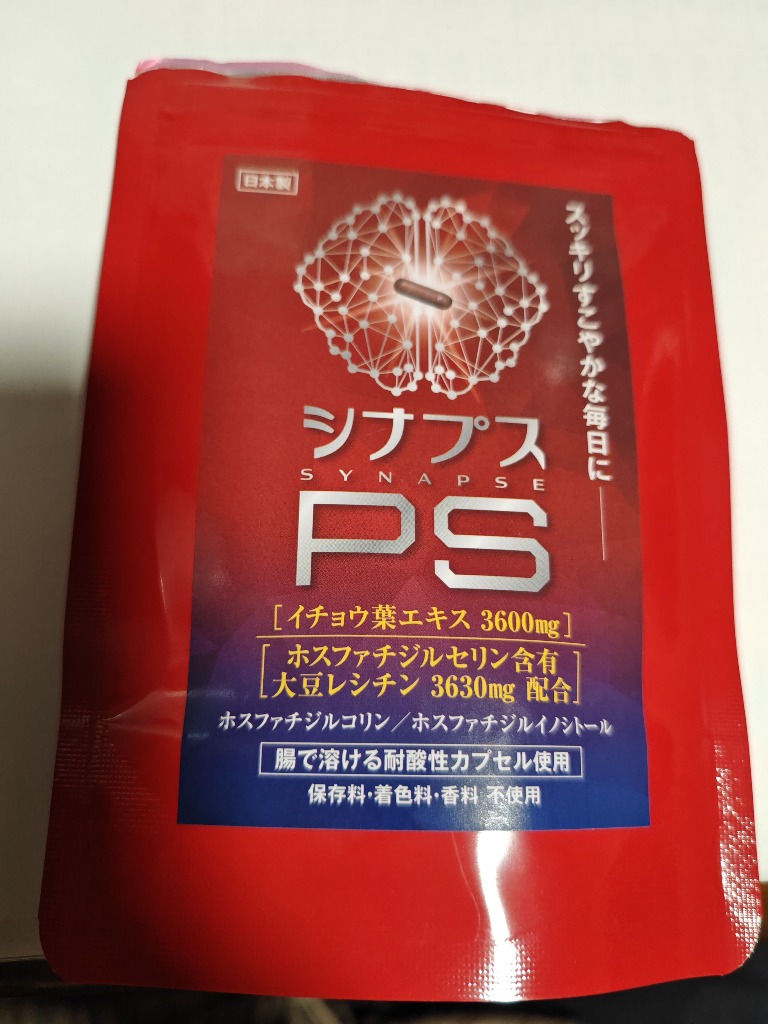 日本製
スッキリすこやかな毎日に──
シナプス
SYNAPSE
PS
[イチョウ葉エキス 3600mg]
[ホスファチジルセリン含有
大豆レシチン 3630mg 配合]
ホスファチジルコリン／ホスファチジルイノシトール
腸で溶ける耐酸性カプセル使用
保存料・着色料・香料 不使用